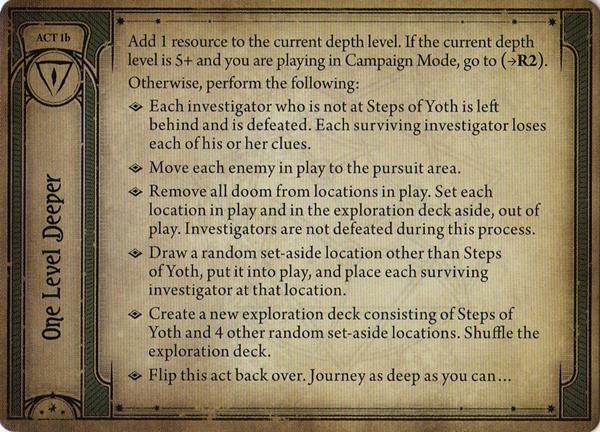 ACT 1b
One Level Deeper
Add 1 resource to the current depth level. If the current depth
level is 5+ and you are playing in Campaign Mode, go to (→R2).
Otherwise, perform the following:
Each investigator who is not at Steps of Yoth is left
behind and is defeated. Each surviving investigator loses
each of his or her clues.
Move each enemy in play to the pursuit area.
Remove all doom from locations in play. Set each
location in play and in the exploration deck aside, out of
play. Investigators are not defeated during this process.
Draw a random set-aside location other than Steps
of Yoth, put it into play, and place each surviving
investigator at that location.
Create a new exploration deck consisting of Steps of
Yoth and 4 other random set-aside locations. Shuffle the
exploration deck.
Flip this act back over. Journey as deep as you can…